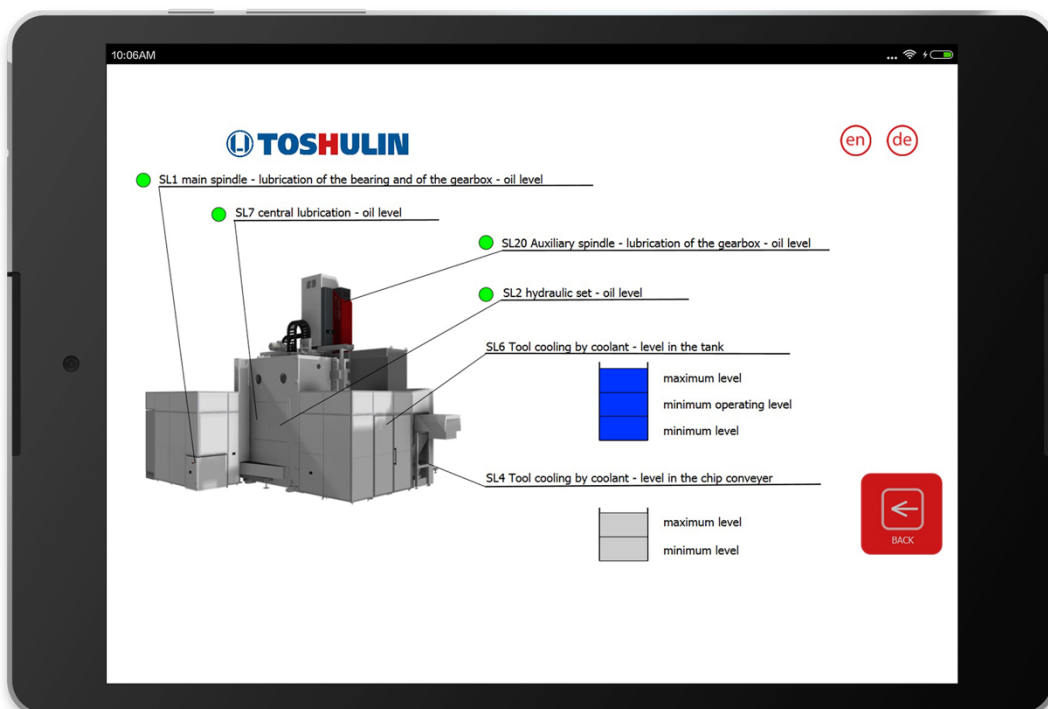 10:06AM
TOSHULIN
en
de
SL1 main spindle - lubrication of the bearing and of the gearbox - oil level
SL7 central lubrication - oil level
SL20 Auxiliary spindle - lubrication of the gearbox - oil level
SL2 hydraulic set - oil level
SL6 Tool cooling by coolant - level in the tank
maximum level
minimum operating level
minimum level
SL4 Tool cooling by coolant - level in the chip conveyer
maximum level
minimum level
BACK